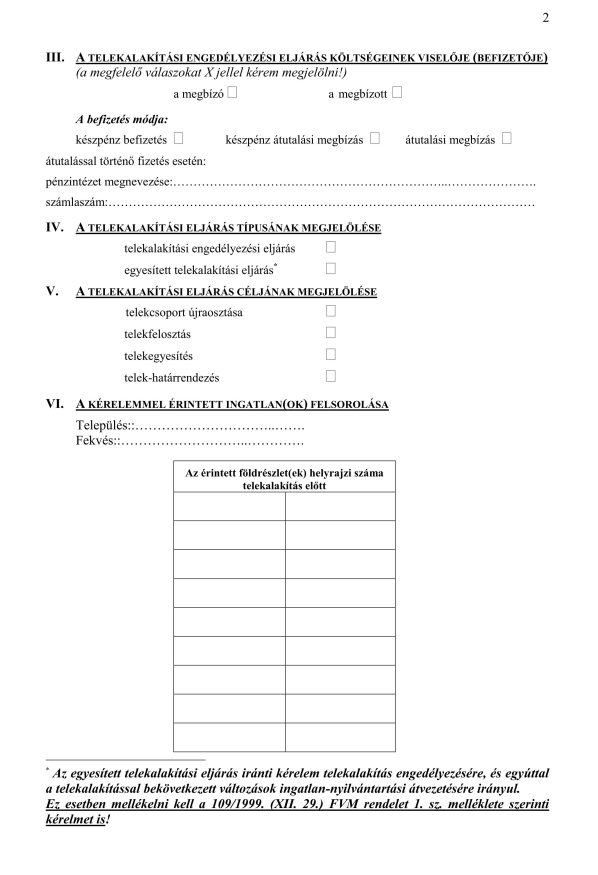 2
III. A TELEKALAKÍTÁSI ENGEDÉLYEZÉSI ELJÁRÁS KÖLTSÉGEINEK VISELŐJE (BEFIZETŐJE)
(a megfelelő válaszokat X jellel kérem megjelölni!)
a megbízó □ a megbízott □
A befizetés módja:
készpénz befizetés □ készpénz átutalási megbízás □ átutalási megbízás □
átutalással történő fizetés esetén:
pénzintézet megnevezése:…………………………………………………………..………………….
számlaszám:……………………………………………………………………………………
IV. A TELEKALAKÍTÁSI ELJÁRÁS TÍPUSÁNAK MEGJELÖLÉSE
telekalakítási engedélyezési eljárás □
egyesített telekalakítási eljárás* □
V. A TELEKALAKÍTÁSI ELJÁRÁS CÉLJÁNAK MEGJELÖLÉSE
telekcsoport újraosztása □
telekfelosztás □
telekegyesítés □
telek-határrendezés □
VI. A KÉRELEMMEL ÉRINTETT INGATLAN(OK) FELSOROLÁSA
Település::…………………………..…….
Fekvés::……………………..………….
Az érintett földrészlet(ek) helyrajzi száma
telekalakítás előtt
* Az egyesített telekalakítási eljárás iránti kérelem telekalakítás engedélyezésére, és egyúttal
a telekalakítással bekövetkezett változások ingatlan-nyilvántartási átvezetésére irányul.
Ez esetben mellékelni kell a 109/1999. (XII. 29.) FVM rendelet 1. sz. melléklete szerinti
kérelmet is!